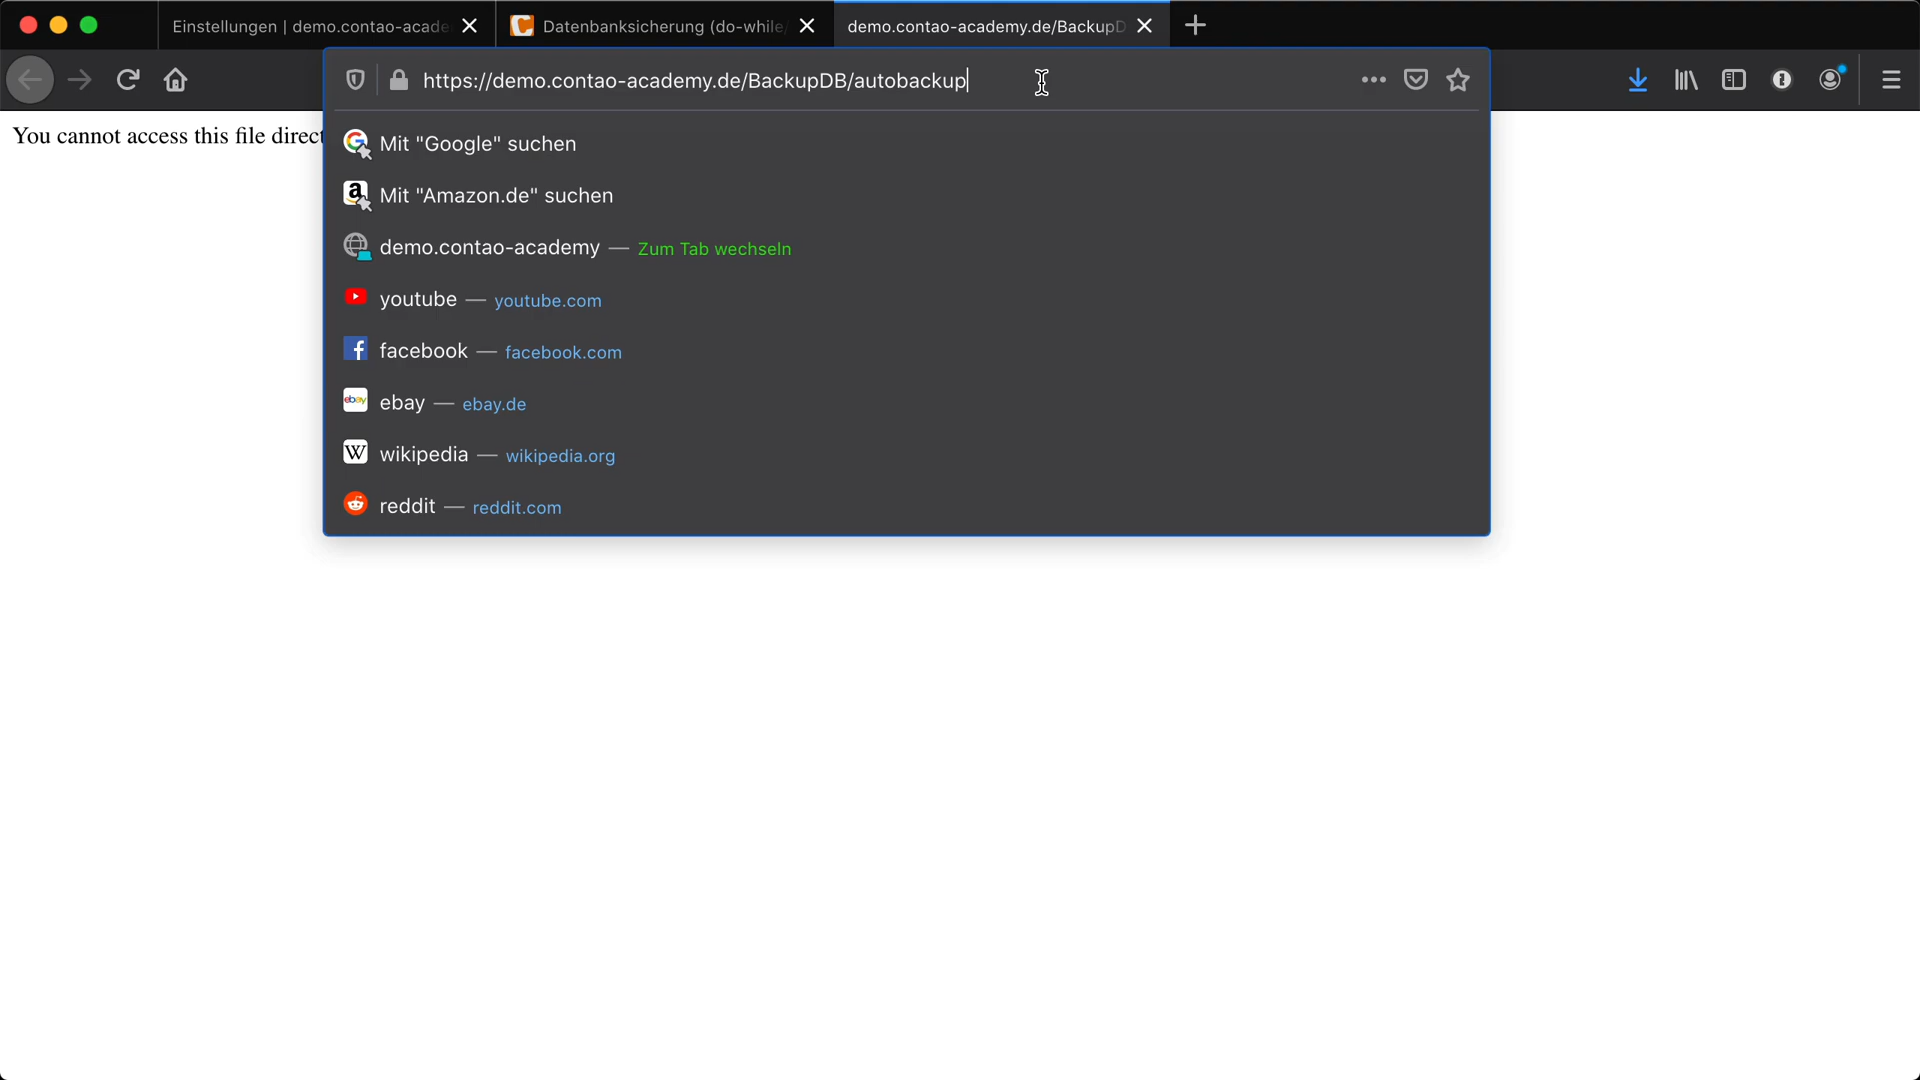 Einstellungen | demo.contao-acade
Datenbanksicherung (do-while/
demo.contao-academy.de/BackupD
https://demo.contao-academy.de/BackupDB/autobackup
You cannot access this file direct
Mit "Google" suchen
Mit "Amazon.de" suchen
demo.contao-academy — Zum Tab wechseln
youtube — youtube.com
facebook — facebook.com
ebay — ebay.de
wikipedia — wikipedia.org
reddit — reddit.com